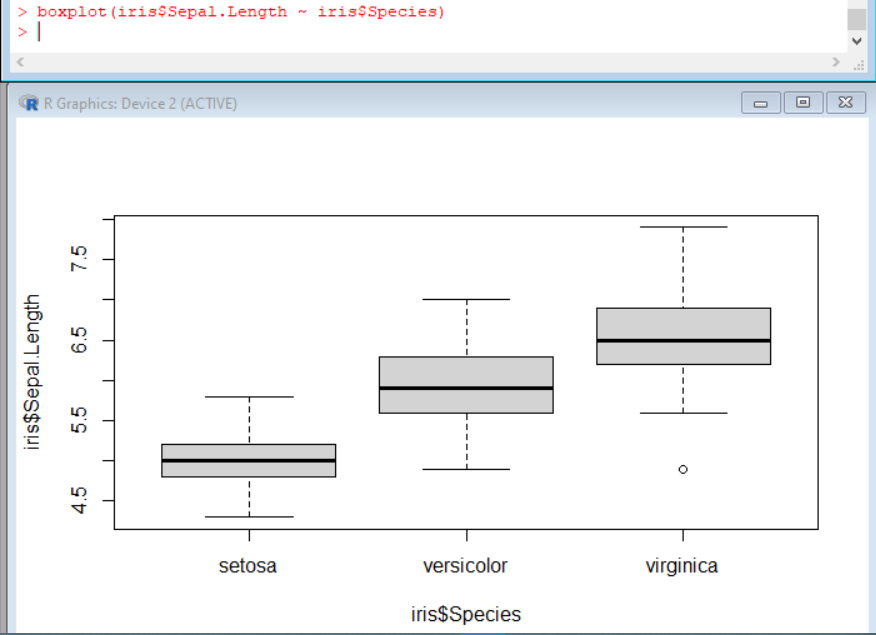 > boxplot(iris$Sepal.Length ~ iris$Species)
>
R Graphics: Device 2 (ACTIVE)
iris$Sepal.Length
7.5
6.5
5.5
4.5
setosa versicolor virginica
iris$Species